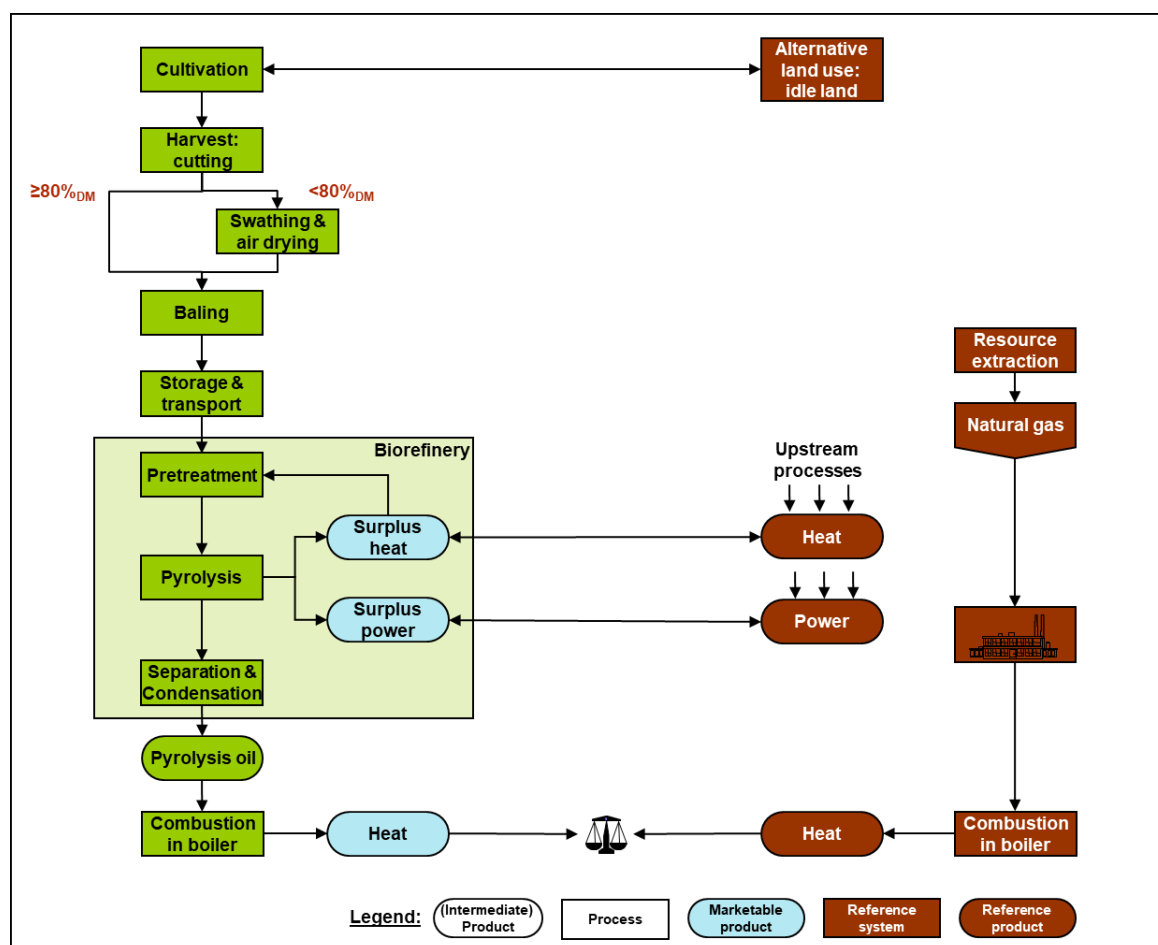 Cultivation
Alternative
land use:
idle land
Harvest:
cutting
≥80%DM
<80%DM
Swathing &
air drying
Baling
Resource
extraction
Storage &
transport
Natural gas
Biorefinery
Upstream
processes
Pretreatment
Surplus
heat
Heat
Pyrolysis
Surplus
power
Power
Separation &
Condensation
Pyrolysis oil
Combustion
in boiler
Heat
Heat
Combustion
in boiler
Legend:
(Intermediate)
Product
Process
Marketable
product
Reference
system
Reference
product